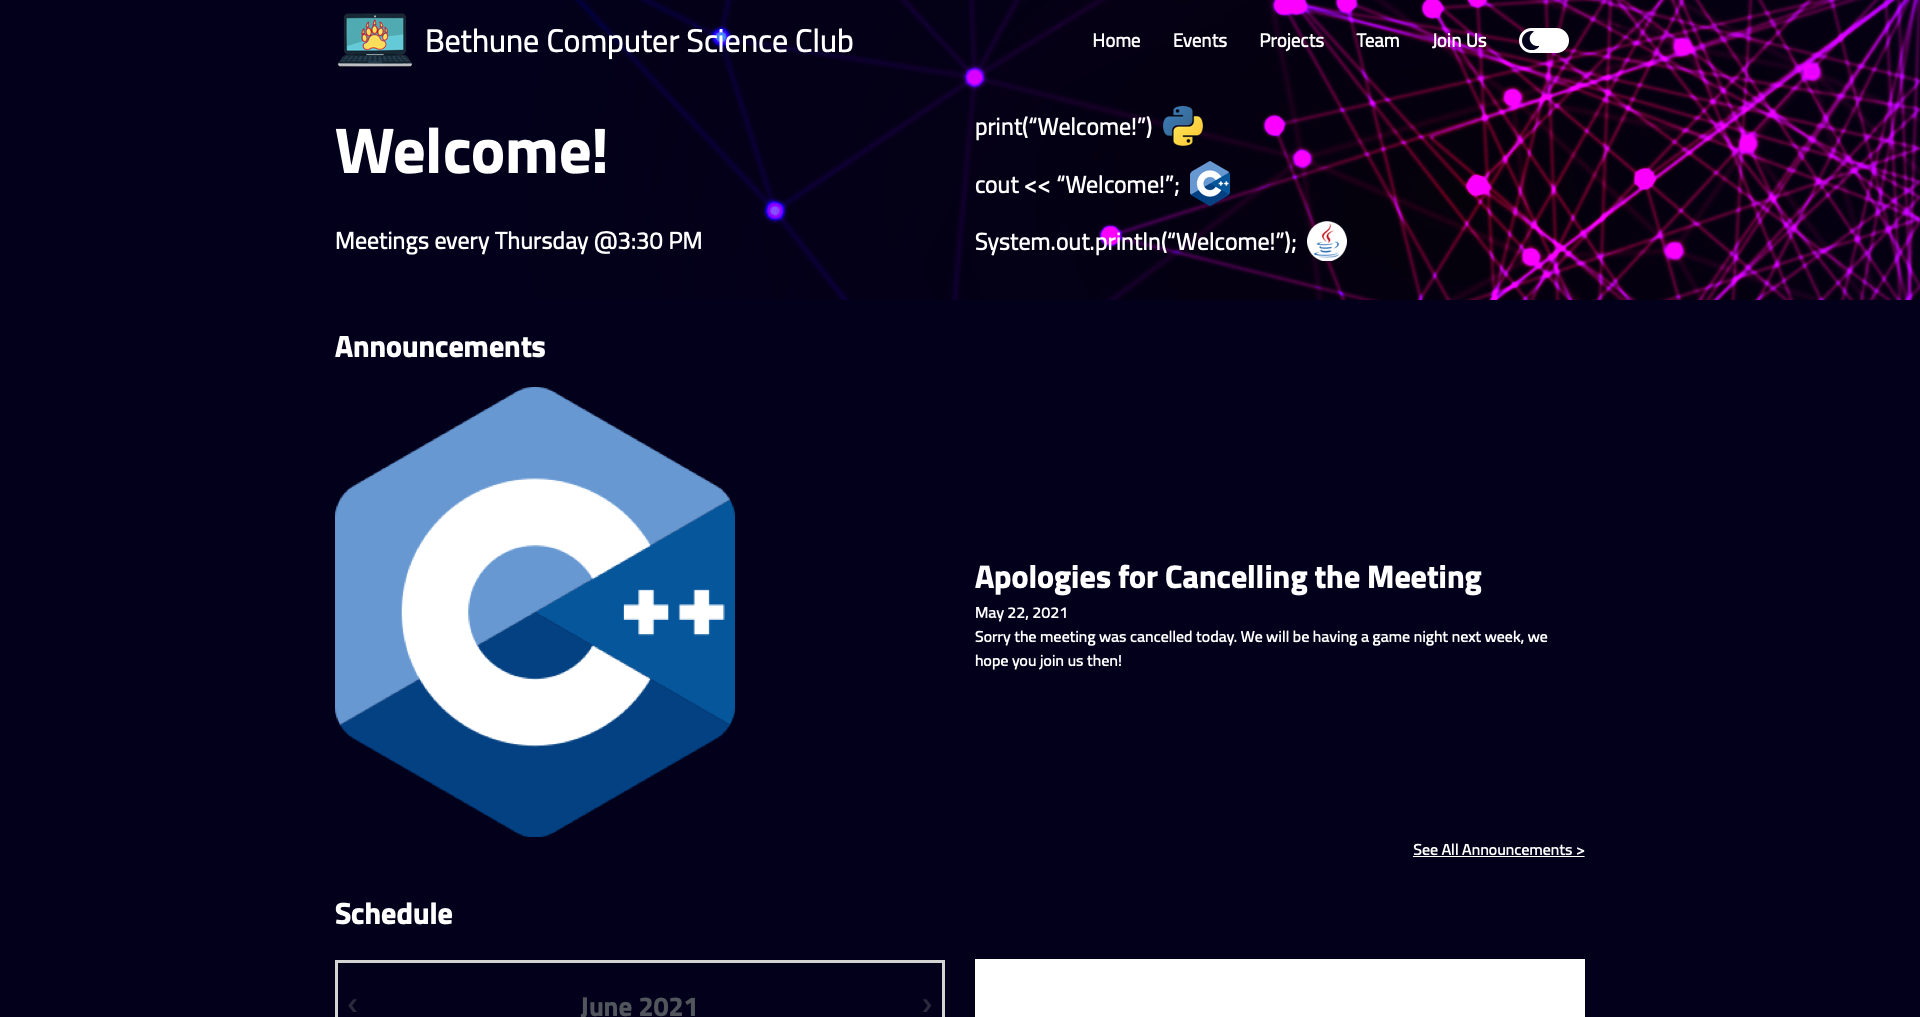 Bethune Computer Science Club
Home Events Projects Team Join Us
Welcome!
Meetings every Thursday @3:30 PM
print(“Welcome!”)
cout << “Welcome!”;
C++
System.out.println(“Welcome!”);
Announcements
C++
Apologies for Cancelling the Meeting
May 22, 2021
Sorry the meeting was cancelled today. We will be having a game night next week, we
hope you join us then!
See All Announcements >
Schedule
‹ June 2021 ›